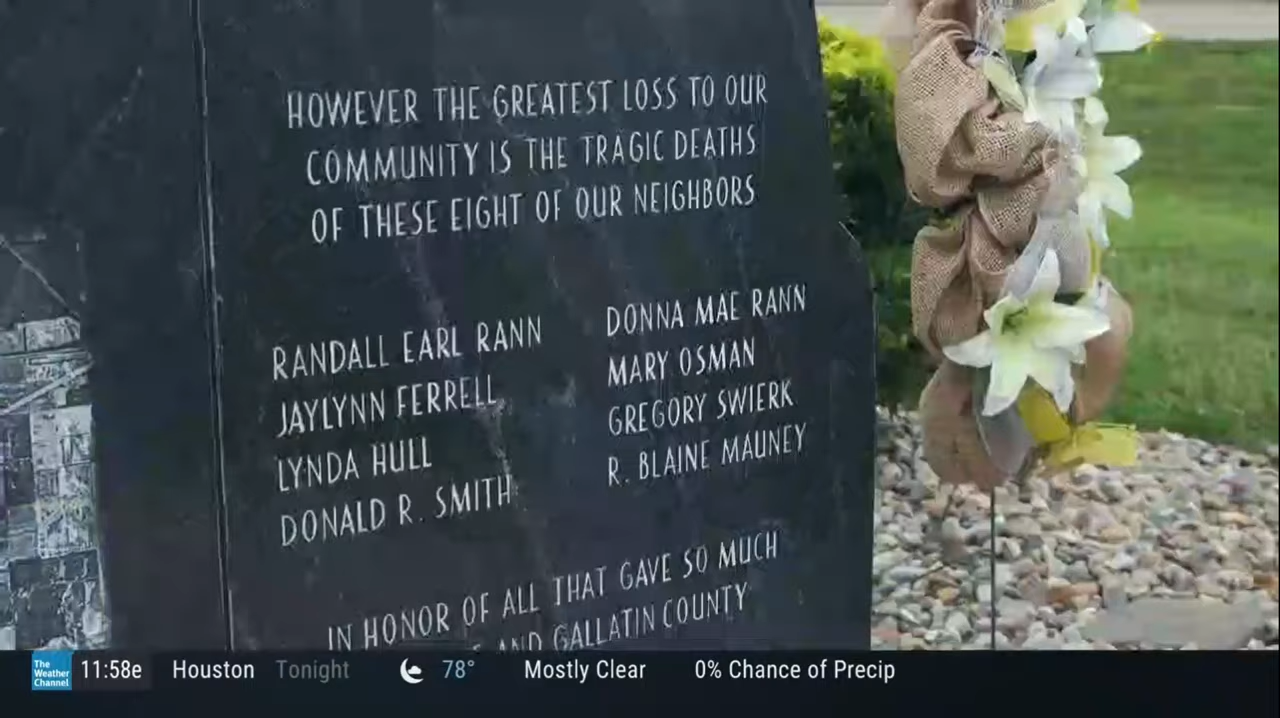 HOWEVER THE GREATEST LOSS TO OUR
COMMUNITY IS THE TRAGIC DEATHS
OF THESE EIGHT OF OUR NEIGHBORS
RANDALL EARL RANN
JAYLYNN FERRELL
LYNDA HULL
DONALD R. SMITH
DONNA MAE RANN
MARY OSMAN
GREGORY SWIERK
R. BLAINE MAUNEY
IN HONOR OF ALL THAT GAVE SO MUCH
AND GALLATIN COUNTY
The Weather Channel 11:58e Houston Tonight 78° Mostly Clear 0% Chance of Precip